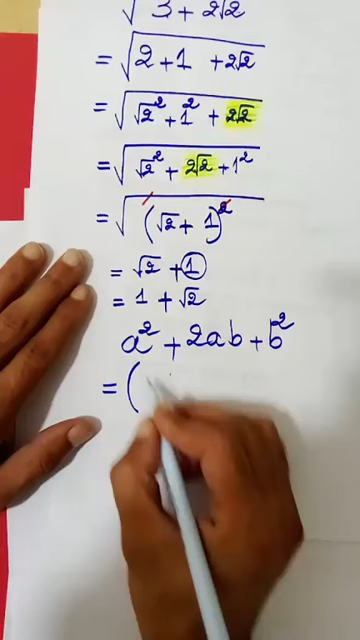 √3 + 2√2
= √2 + 1 + 2√2
= √√2² + 1² + 2√2
= √√2² + 2√2 + 1²
= √(√2 + 1)²
= √2 + 1
= 1 + √2
a² + 2ab + b²
= (